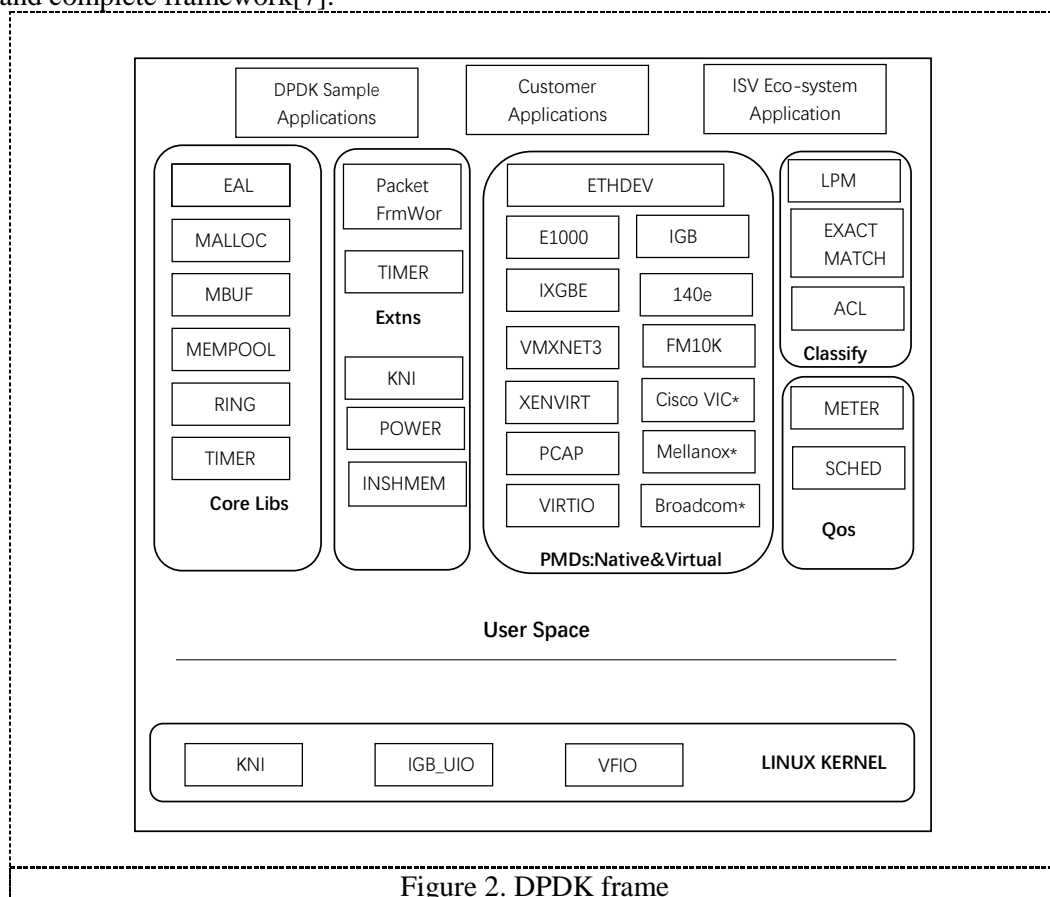 and complete framework[7].
DPDK Sample
Applications
Customer
Applications
ISV Eco-system
Application
EAL
MALLOC
MBUF
MEMPOOL
RING
TIMER
Core Libs
Packet
FrmWor
TIMER
Extns
KNI
POWER
INSHMEM
ETHDEV
E1000
IGB
IXGBE
140e
VMXNET3
FM10K
XENVIRT
Cisco VIC*
PCAP
Mellanox*
VIRTIO
Broadcom*
PMDs:Native&Virtual
LPM
EXACT
MATCH
ACL
Classify
METER
SCHED
Qos
User Space
KNI
IGB_UIO
VFIO
LINUX KERNEL
Figure 2. DPDK frame